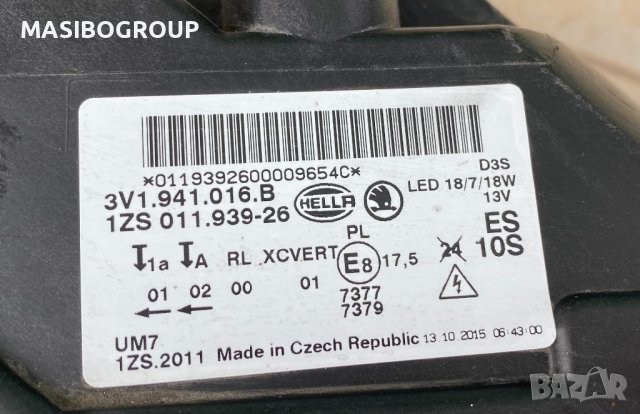 MASIBOGROUP
*0119392600009654C*
3V1.941.016.B
1ZS 011.939-26
HELLA
D3S
LED 18/7/18W
13V
ES
24 10S
1a A RL XCVERT PL
01 02 00 01 E8 17,5
7377
7379
UM7
1ZS.2011 Made in Czech Republic 13.10.2015 06:43:00
BAZAR